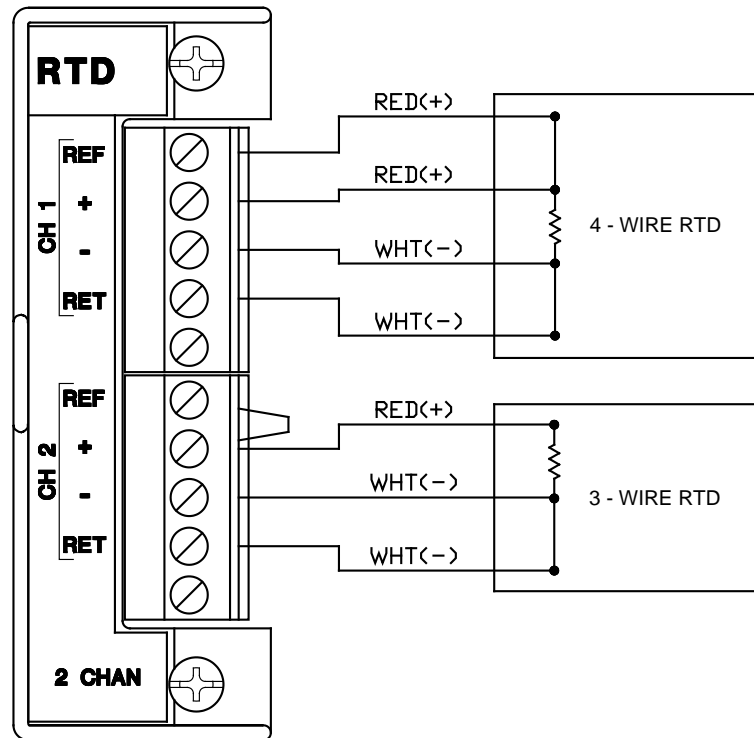 RTD
CH 1
REF
+
-
RET
CH 2
REF
+
-
RET
2 CHAN
RED(+)
RED(+)
WHT(-)
WHT(-)
4 - WIRE RTD
RED(+)
WHT(-)
WHT(-)
3 - WIRE RTD